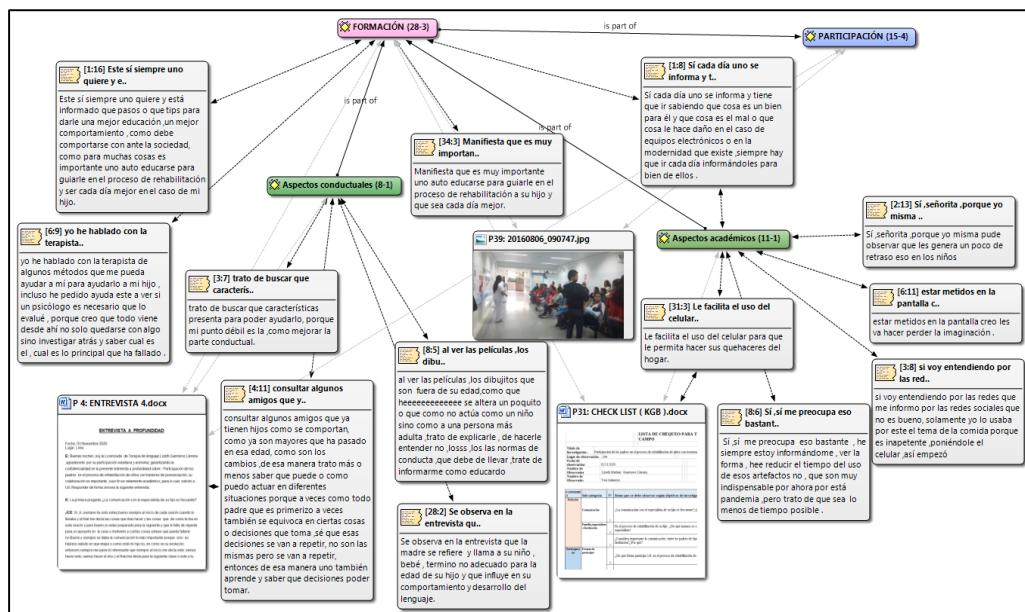 FORMACIÓN (28-3)
is part of
PARTICIPACIÓN (15-4)
[1:16] Este sí siempre uno
quiere y e..
Este sí siempre uno quiere y está
informado que pasos o que tips para
darle una mejor educación ,un mejor
comportamiento , como debe
comportarse con ante la sociedad,
como para muchas cosas es
importante uno auto educarse para
guiarle en el proceso de rehabilitación
y ser cada día mejor en el caso de mi
hijo.
[1:8] Sí cada día uno se
informa y t..
Sí cada día uno se informa y tiene
que ir sabiendo que cosa es un bien
para él y que cosa es el mal o que
cosa le hace daño en el caso de
equipos electrónicos o en la
modernidad que existe ,siempre hay
que ir cada día informándoles para
bien de ellos .
is part of
is part of
[34:3] Manifiesta que es muy
importan..
Manifiesta que es muy importante
uno auto educarse para guiarle en el
proceso de rehabilitación a su hijo y
que sea cada día mejor.
Aspectos conductuales (8-1)
[6:9] yo he hablado con la
terapista..
yo he hablado con la terapista de
algunos métodos que me pueda
ayudar a mí para ayudarlo a mi hijo ,
incluso he pedido ayuda este a ver si
un psicólogo es necesario que lo
evalué , porque creo que todo viene
desde ahí no solo quedarse con algo
sino investigar atrás y saber cual es
el , cual es lo principal que ha fallado .
[2:13] Sí ,señorita ,porque yo
misma ..
Sí ,señorita ,porque yo misma pude
observar que les genera un poco de
retraso eso en los niños
P39: 20160806_090747.jpg
Aspectos académicos (11-1)
[3:7] trato de buscar que
caracterís..
trato de buscar que características
presenta para poder ayudarlo, porque
mi punto débil es la ,como mejorar la
parte conductual.
[6:11] estar metidos en la
pantalla c..
estar metidos en la pantalla creo les
va hacer perder la imaginación .
[31:3] Le facilita el uso del
celular..
Le facilita el uso del celular para que
le permita hacer sus quehaceres del
hogar.
[8:5] al ver las películas ,los
dibu..
al ver las películas ,los dibujitos que
son fuera de su edad,como que
heeeeeeeeeeeee se altera un
poquito o que como no actúa como un niño
sino como a una persona más
adulta ,trato de explicarle , de hacerle
entender no ,losss ,los las normas de
conducta ,que debe de llevar ,trate de
informarme como educardo
[3:8] si voy entendiendo por
las red..
si voy entendiendo por las redes que
me informo por las redes sociales que
no es bueno, solamente yo lo usaba
por este el tema de la comida porque
es inapetente ,poniéndole el
celular ,así empezó
[4:11] consultar algunos
amigos que y..
consultar algunos amigos que ya
tienen hijos como se comportan,
como ya son mayores que ha pasado
en esa edad, como son los
cambios ,de esa manera trato más o
menos saber que puede o como
puedo actuar en diferentes
situaciones porque a veces como todo
padre que es primerizo a veces
también se equivoca en ciertas cosas
o decisiones que toma ,sé que esas
decisiones se van a repetir, no son las
mismas pero se van a repetir,
entonces de esa manera uno también
aprende y saber que decisiones poder
tomar.
P 4: ENTREVISTA 4.docx
ENTREVISTA A PROFUNDIDAD
P31: CHECK LIST ( KGB ).docx
LISTA DE CHEQUEO PARA T
CAMPO
[8:6] Sí ,sí me preocupa eso
bastant..
Sí ,sí me preocupa eso bastante , he
siempre estoy informándome , ver la
forma , hee reducir el tiempo del uso
de esos artefactos no , que son muy
indispensable por ahora por está
pandemia ,pero trato de que sea lo
menos de tiempo posible .
[28:2] Se observa en la
entrevista qu..
Se observa en la entrevista que la
madre se refiere y llama a su niño ,
bebé , termino no adecuado para la
edad de su hijo y que influye en su
comportamiento y desarrollo del
lenguaje.